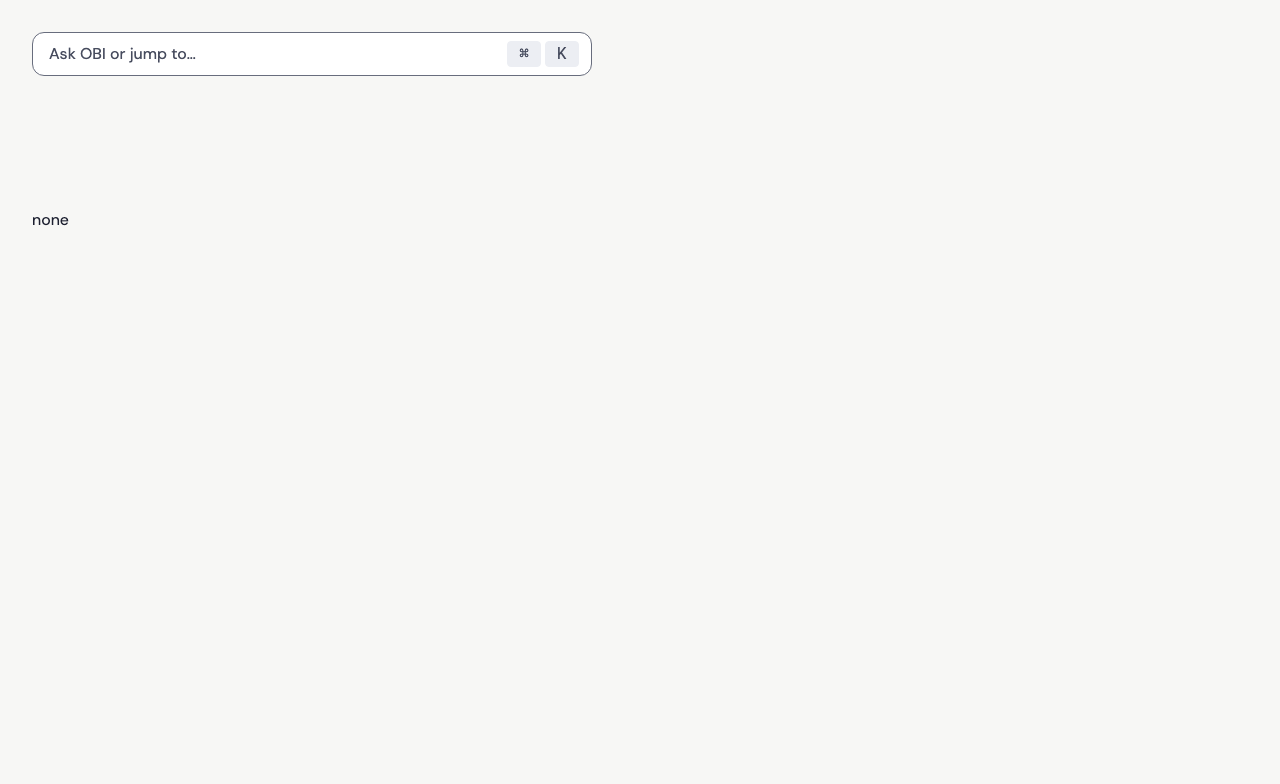 Ask OBI or jump to... ⌘ K
none